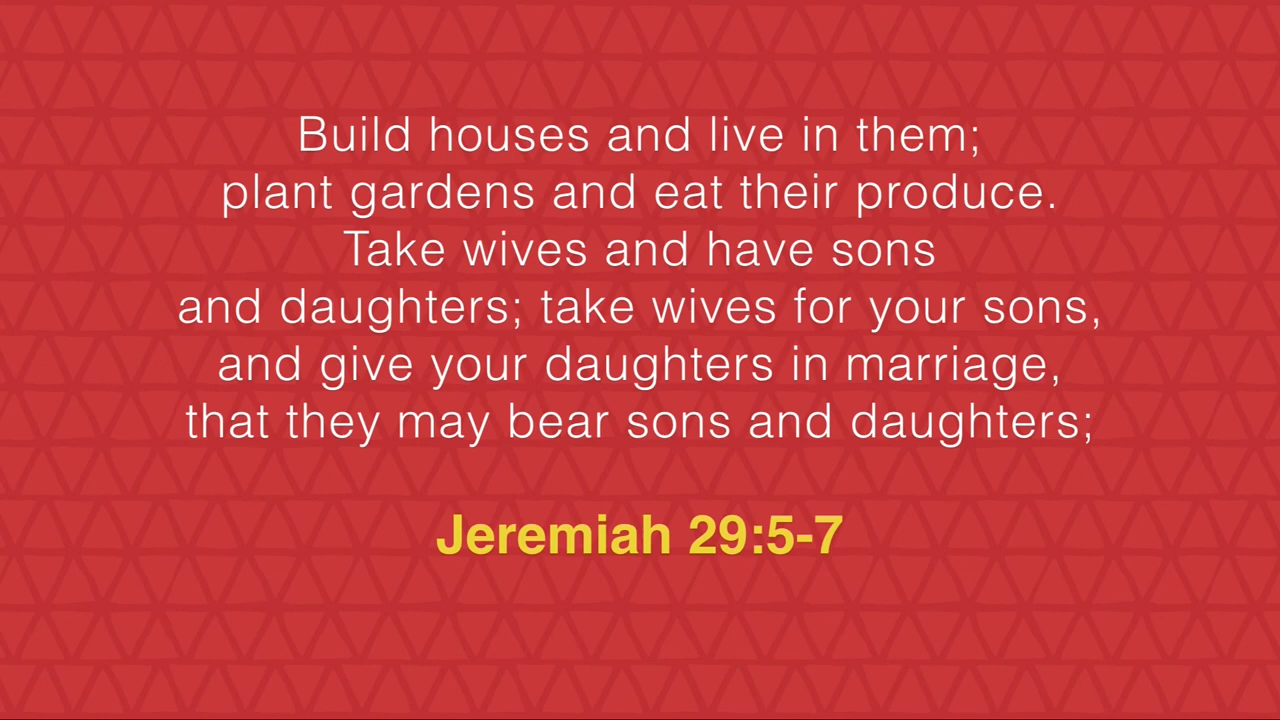 Build houses and live in them;
plant gardens and eat their produce.
Take wives and have sons
and daughters; take wives for your sons,
and give your daughters in marriage,
that they may bear sons and daughters;
Jeremiah 29:5-7